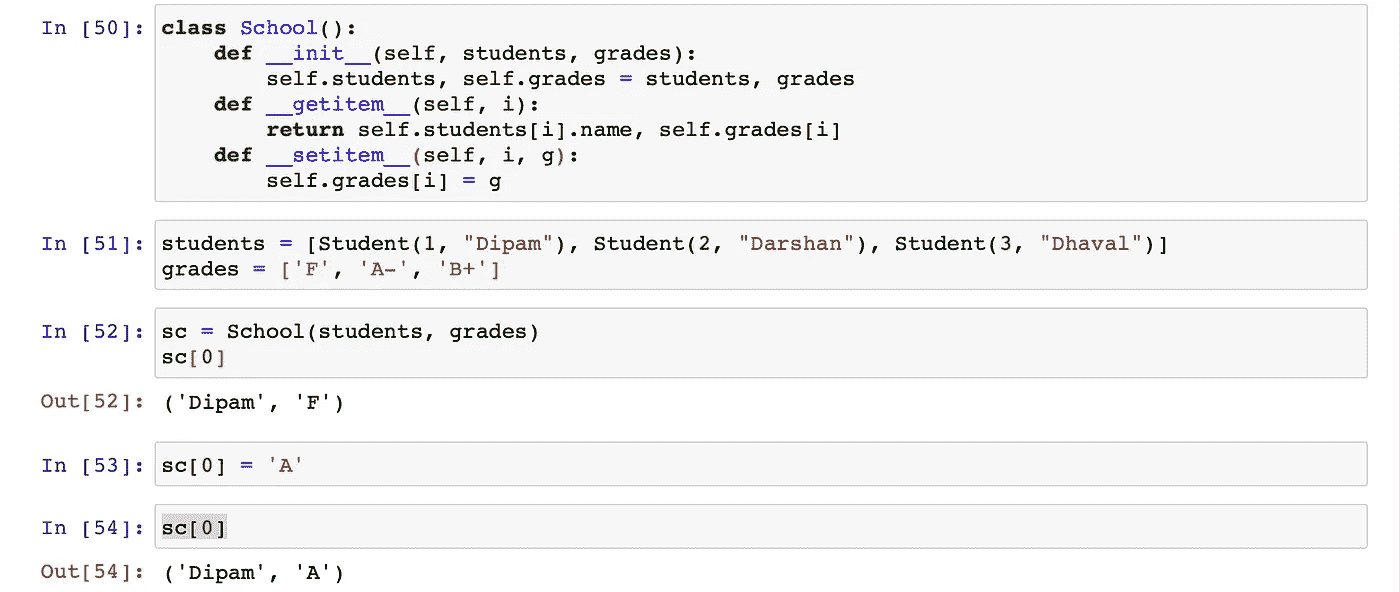 In [50]: class School():
    def __init__(self, students, grades):
        self.students, self.grades = students, grades
    def __getitem__(self, i):
        return self.students[i].name, self.grades[i]
    def __setitem__(self, i, g):
        self.grades[i] = g
In [51]: students = [Student(1, "Dipam"), Student(2, "Darshan"), Student(3, "Dhaval")]
grades = ['F', 'A-', 'B+']
In [52]: sc = School(students, grades)
sc[0]
Out[52]: ('Dipam', 'F')
In [53]: sc[0] = 'A'
In [54]: sc[0]
Out[54]: ('Dipam', 'A')